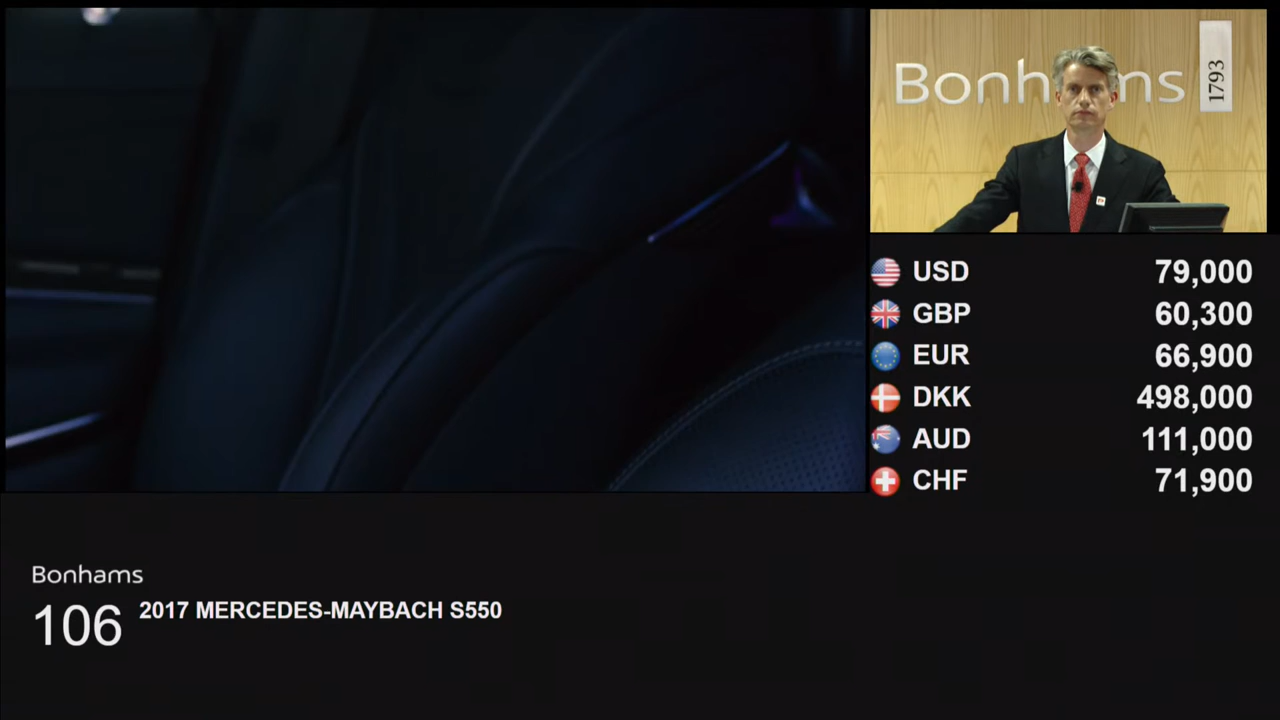 Bonhams 1793
USD 79,000
GBP 60,300
EUR 66,900
DKK 498,000
AUD 111,000
CHF 71,900
Bonhams
106 2017 MERCEDES-MAYBACH S550